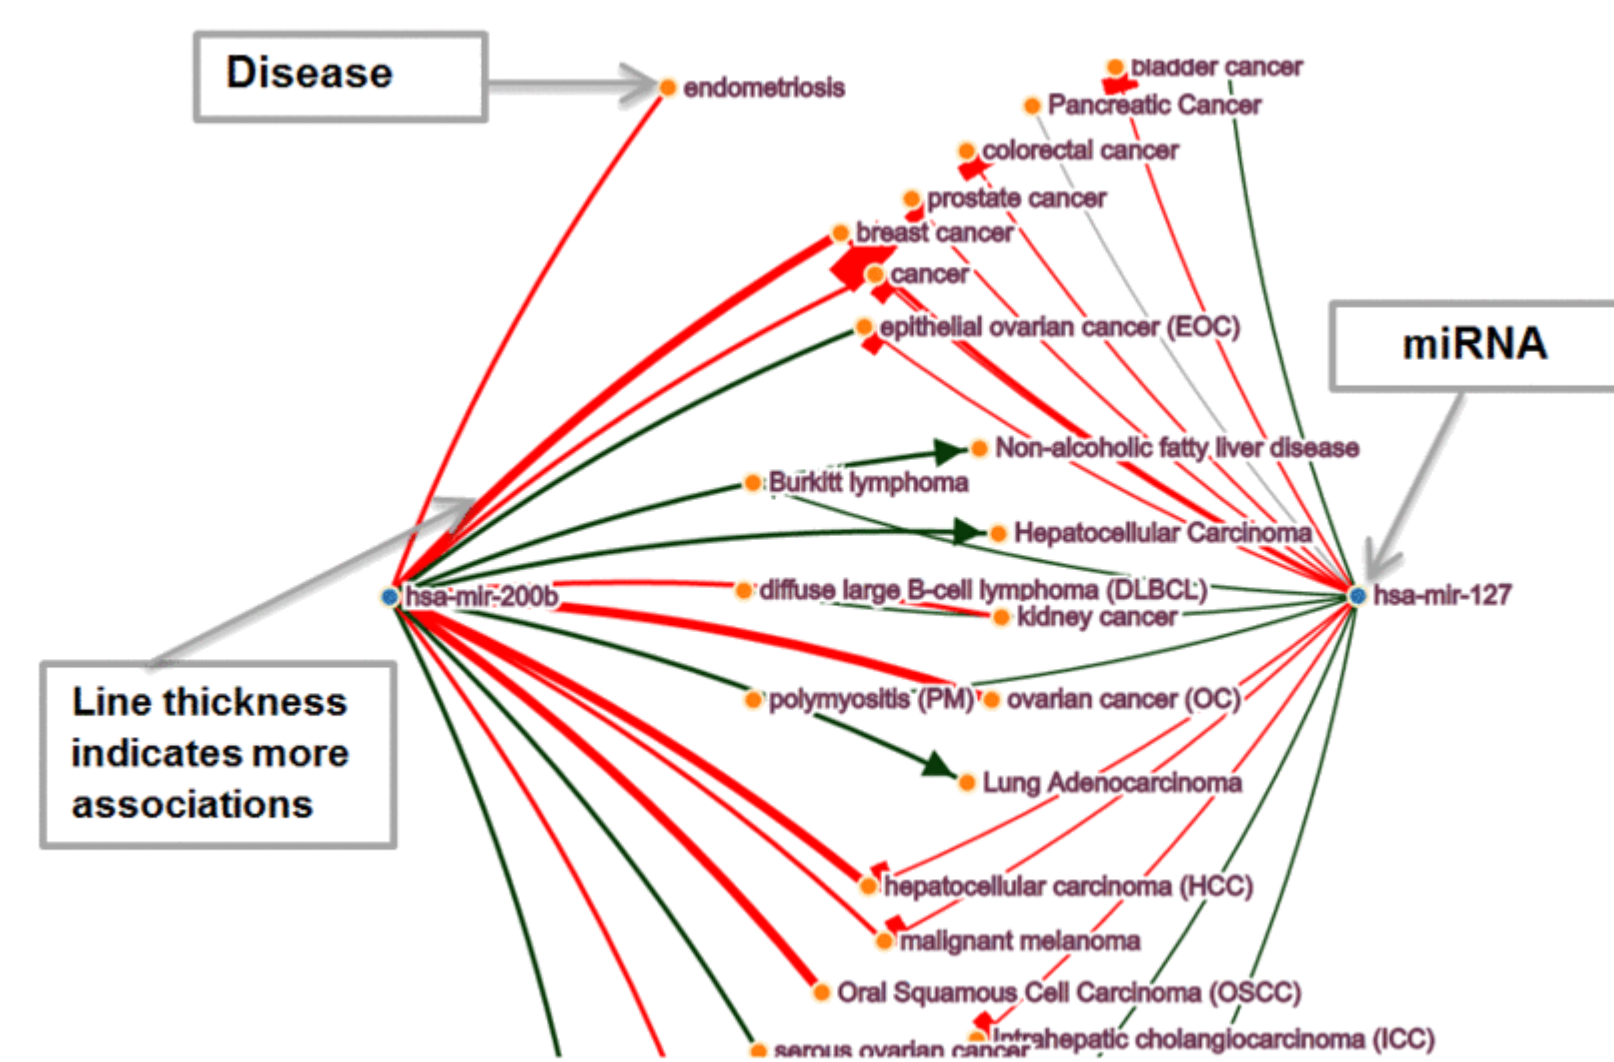 Disease
endometriosis
bladder cancer
Pancreatic Cancer
colorectal cancer
prostate cancer
breast cancer
cancer
epithelial ovarian cancer (EOC)
miRNA
Non-alcoholic fatty liver disease
Burkitt lymphoma
Hepatocellular Carcinoma
diffuse large B-cell lymphoma (DLBCL)
hsa-mir-200b
hsa-mir-127
kidney cancer
Line thickness
indicates more
associations
polymyositis (PM)
ovarian cancer (OC)
Lung Adenocarcinoma
hepatocellular carcinoma (HCC)
malignant melanoma
Oral Squamous Cell Carcinoma (OSCC)
Intrahepatic cholangiocarcinoma (ICC)
serous ovarian cancer